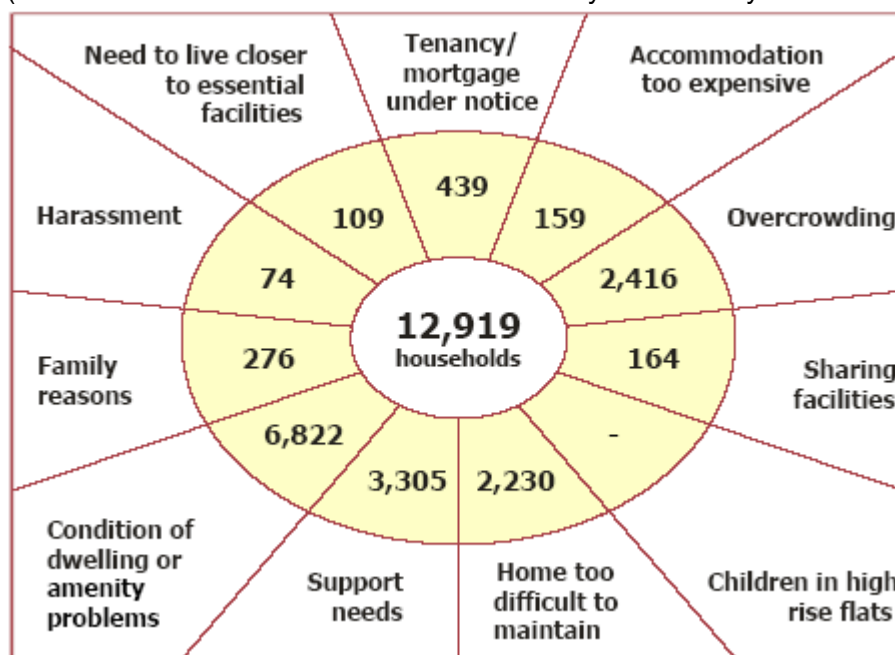 Need to live closer
to essential
facilities
Tenancy/
mortgage
under notice
Accommodation
too expensive
109
439
159
Harassment
74
Overcrowding
2,416
12,919
households
Family
reasons
276
164
Sharing
facilities
6,822
3,305
2,230
-
Condition of
dwelling or
amenity
problems
Support
needs
Home too
difficult to
maintain
Children in high
rise flats